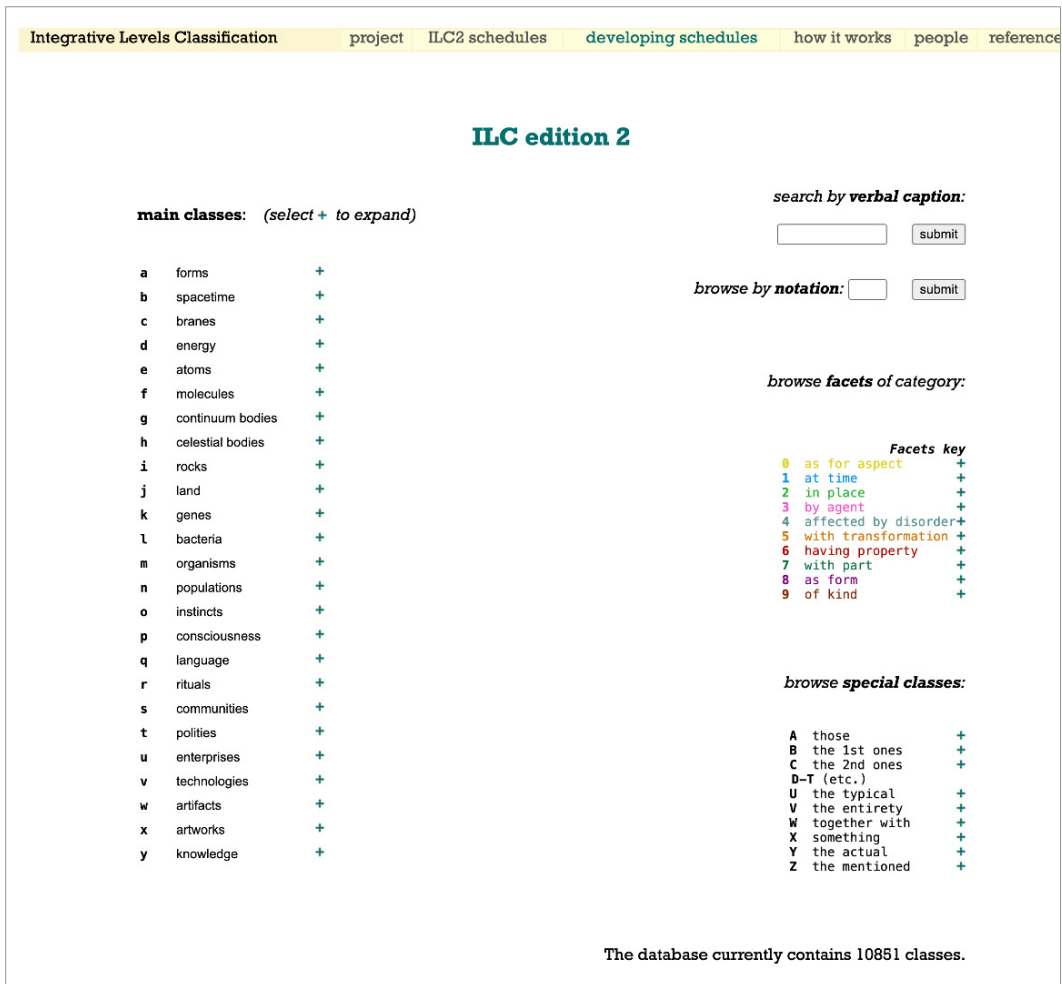 Integrative Levels Classification project ILC2 schedules developing schedules how it works people reference
ILC edition 2
main classes: (select + to expand)
a forms +
b spacetime +
c branes +
d energy +
e atoms +
f molecules +
g continuum bodies +
h celestial bodies +
i rocks +
j land +
k genes +
l bacteria +
m organisms +
n populations +
o instincts +
p consciousness +
q language +
r rituals +
s communities +
t polities +
u enterprises +
v technologies +
w artifacts +
x artworks +
y knowledge +
search by verbal caption:
submit
browse by notation: submit
browse facets of category:
Facets key
0 as for aspect +
1 at time +
2 in place +
3 by agent +
4 affected by disorder+
5 with transformation +
6 having property +
7 with part +
8 as form +
9 of kind +
browse special classes:
A those +
B the 1st ones +
C the 2nd ones +
D–T (etc.)
U the typical +
V the entirety +
W together with +
X something +
Y the actual +
Z the mentioned +
The database currently contains 10851 classes.